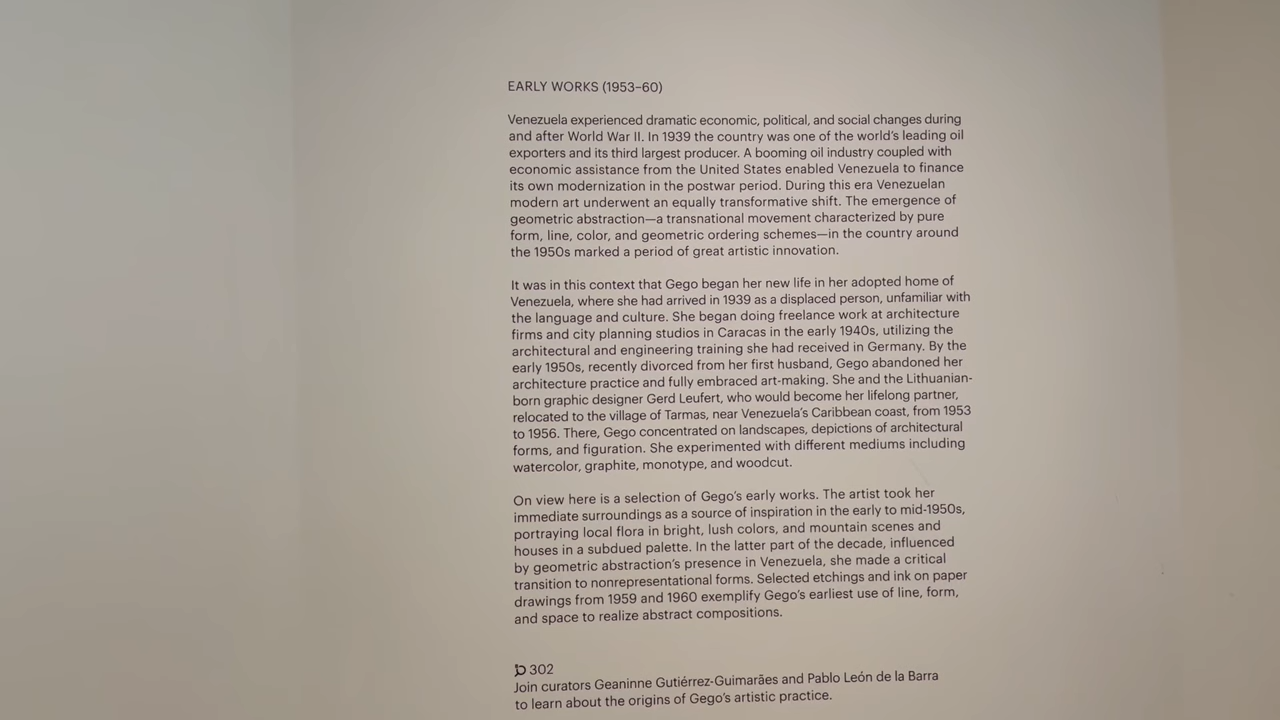 EARLY WORKS (1953–60)
Venezuela experienced dramatic economic, political, and social changes during
and after World War II. In 1939 the country was one of the world's leading oil
exporters and its third largest producer. A booming oil industry coupled with
economic assistance from the United States enabled Venezuela to finance
its own modernization in the postwar period. During this era Venezuelan
modern art underwent an equally transformative shift. The emergence of
geometric abstraction—a transnational movement characterized by pure
form, line, color, and geometric ordering schemes—in the country around
the 1950s marked a period of great artistic innovation.
It was in this context that Gego began her new life in her adopted home of
Venezuela, where she had arrived in 1939 as a displaced person, unfamiliar with
the language and culture. She began doing freelance work at architecture
firms and city planning studios in Caracas in the early 1940s, utilizing the
architectural and engineering training she had received in Germany. By the
early 1950s, recently divorced from her first husband, Gego abandoned her
architecture practice and fully embraced art-making. She and the Lithuanian-
born graphic designer Gerd Leufert, who would become her lifelong partner,
relocated to the village of Tarmas, near Venezuela's Caribbean coast, from 1953
to 1956. There, Gego concentrated on landscapes, depictions of architectural
forms, and figuration. She experimented with different mediums including
watercolor, graphite, monotype, and woodcut.
On view here is a selection of Gego's early works. The artist took her
immediate surroundings as a source of inspiration in the early to mid-1950s,
portraying local flora in bright, lush colors, and mountain scenes and
houses in a subdued palette. In the latter part of the decade, influenced
by geometric abstraction's presence in Venezuela, she made a critical
transition to nonrepresentational forms. Selected etchings and ink on paper
drawings from 1959 and 1960 exemplify Gego's earliest use of line, form,
and space to realize abstract compositions.
302
Join curators Geaninne Gutiérrez-Guimarães and Pablo León de la Barra
to learn about the origins of Gego's artistic practice.